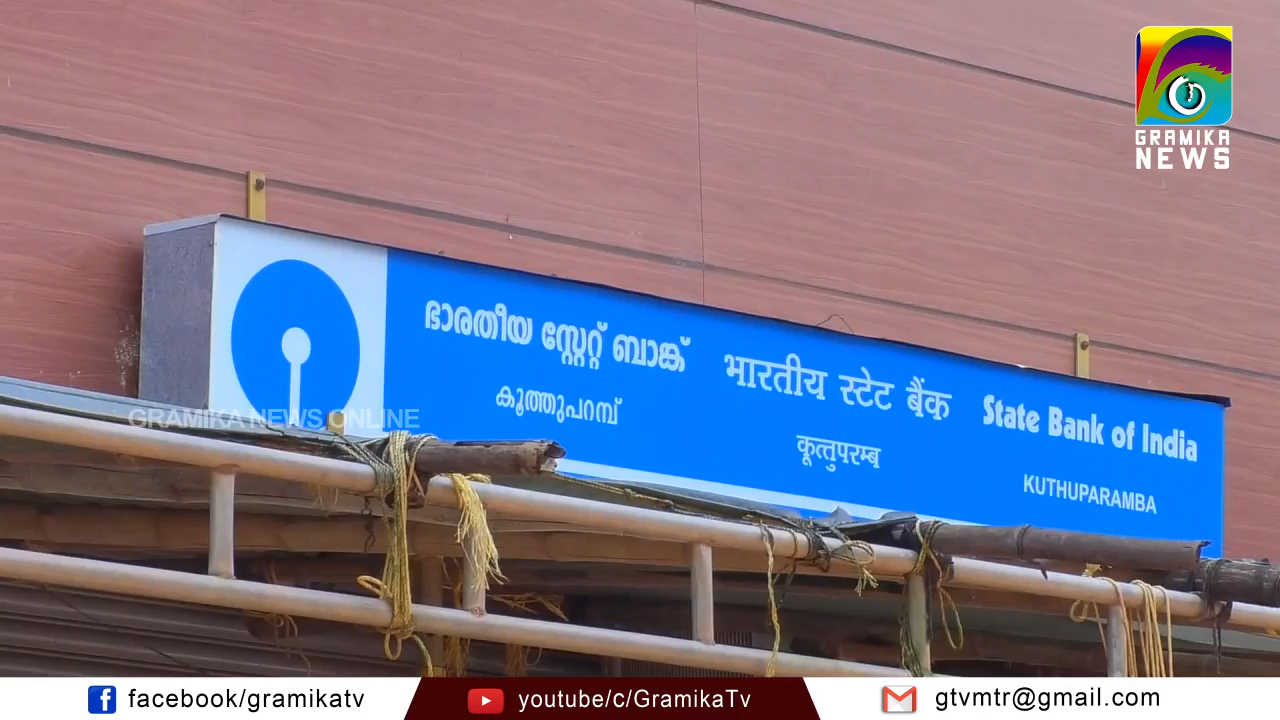 GRAMIKA
NEWS
ഭാരതീയ സ്റ്റേറ്റ് ബാങ്ക്
കൂത്തുപറമ്പ്
भारतीय स्टेट बैंक
कूत्तुपरम्ब
State Bank of India
KUTHUPARAMBA
GRAMIKA NEWS ONLINE
facebook/gramikatv
youtube/c/GramikaTv
gtvmtr@gmail.com